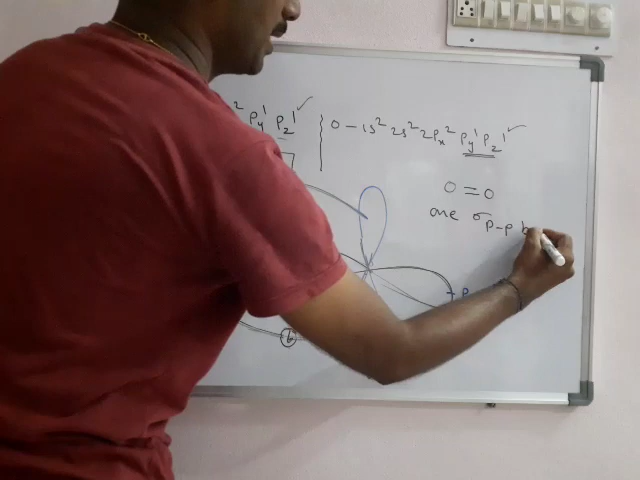 ² Py¹ Pz¹ ✓
O – 1s² 2s² 2Px² Py¹ Pz¹ ✓
O = O
one σp-p b
P
b